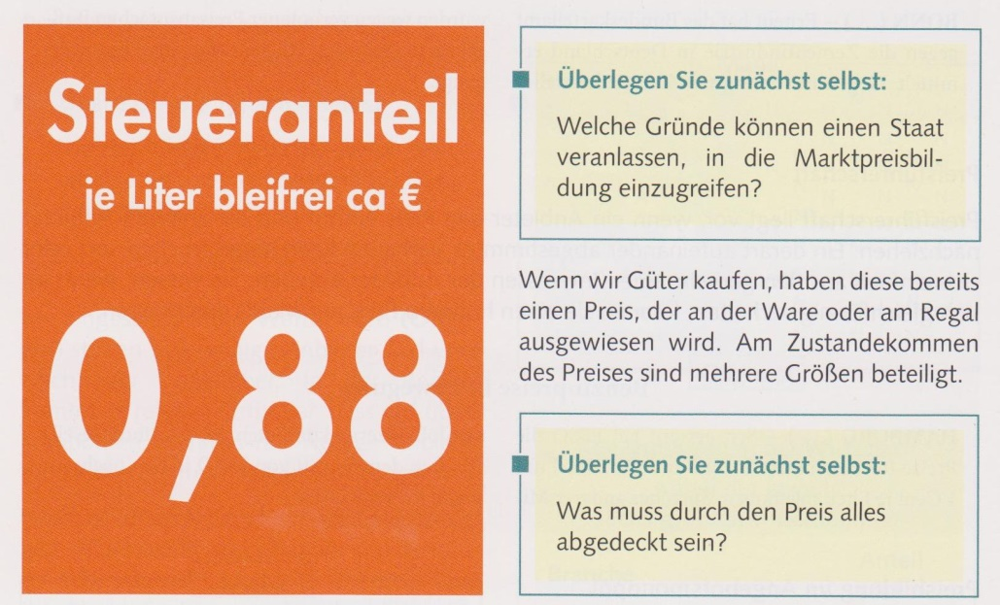 Steueranteil
je Liter bleifrei ca €
0,88
Überlegen Sie zunächst selbst:
Welche Gründe können einen Staat
veranlassen, in die Marktpreisbil-
dung einzugreifen?
Wenn wir Güter kaufen, haben diese bereits
einen Preis, der an der Ware oder am Regal
ausgewiesen wird. Am Zustandekommen
des Preises sind mehrere Größen beteiligt.
Überlegen Sie zunächst selbst:
Was muss durch den Preis alles
abgedeckt sein?